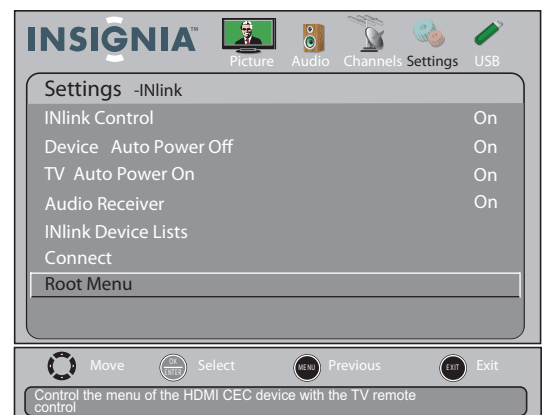 INSIGNIA™
Picture Audio Channels Settings USB
Settings -INlink
INlink Control On
Device Auto Power Off On
TV Auto Power On On
Audio Receiver On
INlink Device Lists
Connect
Root Menu
Move OK ENTER Select MENU Previous EXIT Exit
Control the menu of the HDMI CEC device with the TV remote
control